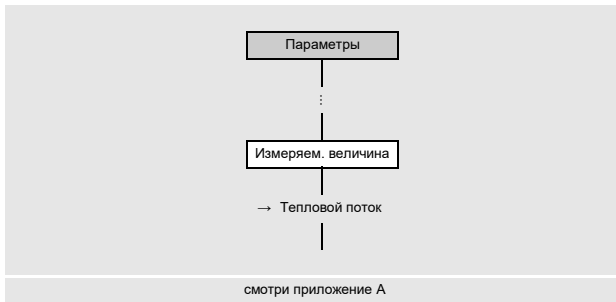 Параметры
⋮
Измеряем. величина
→ Тепловой поток
смотри приложение A